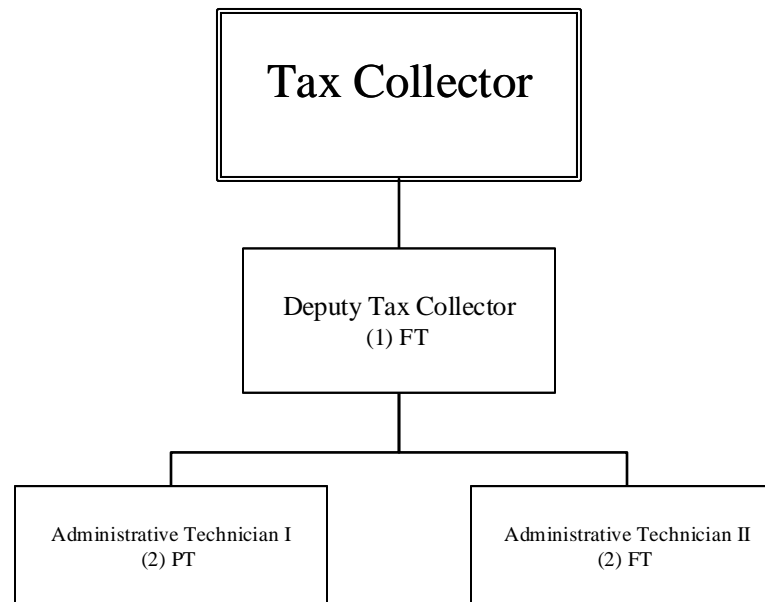 Tax Collector
Deputy Tax Collector
(1) FT
Administrative Technician I
(2) PT
Administrative Technician II
(2) FT